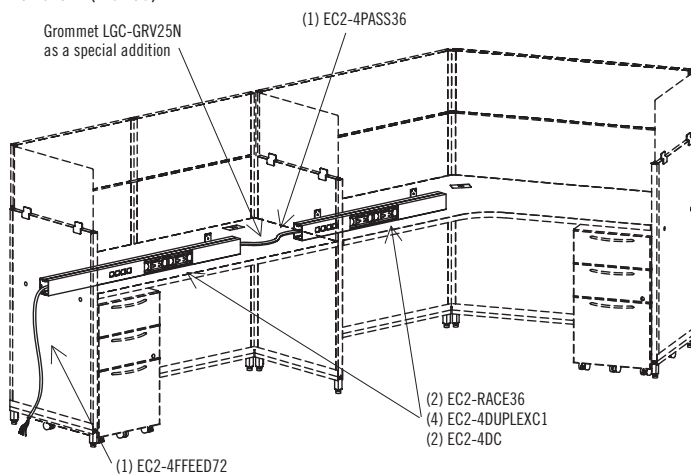 (1) EC2-4PASS36
Grommet LGC-GRV25N
as a special addition
(2) EC2-RACE36
(4) EC2-4DUPLEXC1
(2) EC2-4DC
(1) EC2-4FFEED72